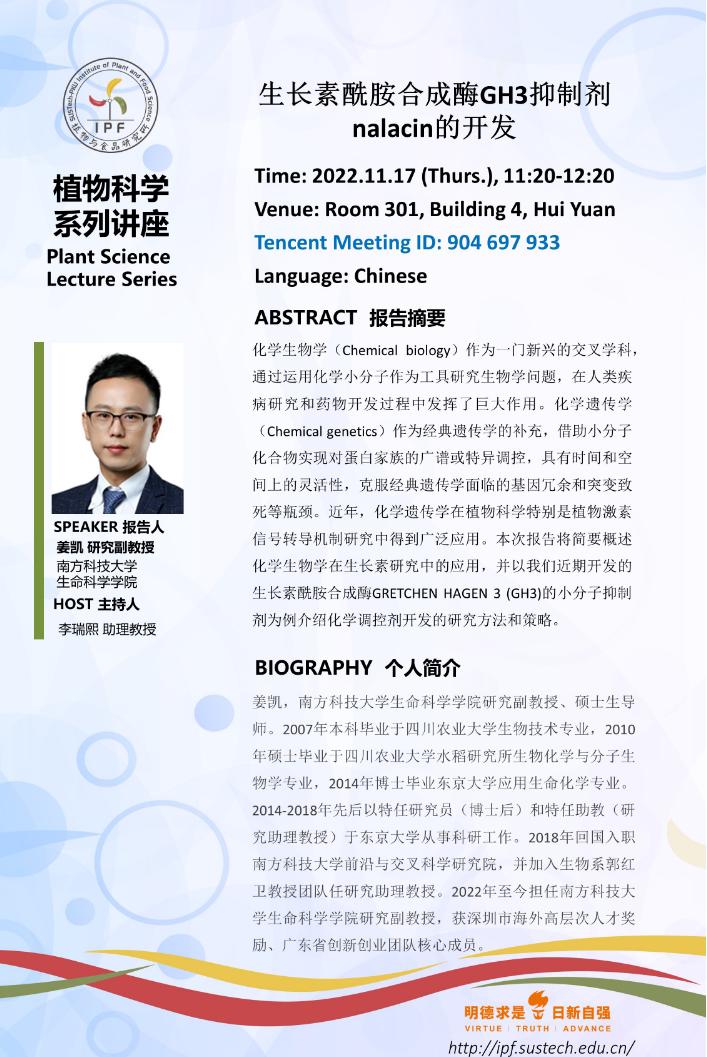 SUSTech-PKU Institute of Plant and Food Science
IPF
植物与食品研究所
植物科学
系列讲座
Plant Science
Lecture Series
生长素酰胺合成酶GH3抑制剂
nalacin的开发
Time: 2022.11.17 (Thurs.), 11:20-12:20
Venue: Room 301, Building 4, Hui Yuan
Tencent Meeting ID: 904 697 933
Language: Chinese
ABSTRACT 报告摘要
化学生物学（Chemical biology）作为一门新兴的交叉学科，
通过运用化学小分子作为工具研究生物学问题，在人类疾
病研究和药物开发过程中发挥了巨大作用。化学遗传学
（Chemical genetics）作为经典遗传学的补充，借助小分子
化合物实现对蛋白家族的广谱或特异调控，具有时间和空
间上的灵活性，克服经典遗传学面临的基因冗余和突变致
死等瓶颈。近年，化学遗传学在植物科学特别是植物激素
信号转导机制研究中得到广泛应用。本次报告将简要概述
化学生物学在生长素研究中的应用，并以我们近期开发的
生长素酰胺合成酶GRETCHEN HAGEN 3 (GH3)的小分子抑制
剂为例介绍化学调控剂开发的研究方法和策略。
SPEAKER 报告人
姜凯 研究副教授
南方科技大学
生命科学学院
HOST 主持人
李瑞熙 助理教授
BIOGRAPHY 个人简介
姜凯，南方科技大学生命科学学院研究副教授、硕士生导
师。2007年本科毕业于四川农业大学生物技术专业，2010
年硕士毕业于四川农业大学水稻研究所生物化学与分子生
物学专业，2014年博士毕业东京大学应用生命化学专业。
2014-2018年先后以特任研究员（博士后）和特任助教（研
究助理教授）于东京大学从事科研工作。2018年回国入职
南方科技大学前沿与交叉科学研究院，并加入生物系郭红
卫教授团队任研究助理教授。2022年至今担任南方科技大
学生命科学学院研究副教授，获深圳市海外高层次人才奖
励、广东省创新创业团队核心成员。
明德求是 日新自强
VIRTUE | TRUTH | ADVANCE
http://ipf.sustech.edu.cn/